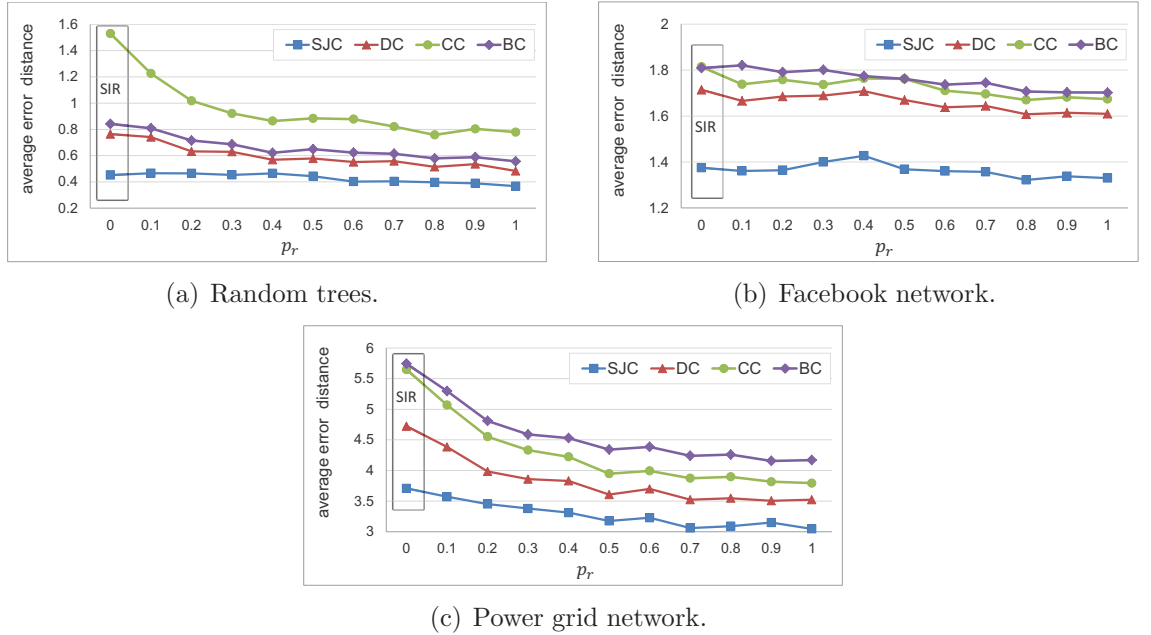 average error distance
1.6
1.4
1.2
1
0.8
0.6
0.4
0.2
SIR
SJC DC CC BC
0 0.1 0.2 0.3 0.4 0.5 0.6 0.7 0.8 0.9 1
p_r
(a) Random trees.
average error distance
2
1.8
1.6
1.4
1.2
SIR
SJC DC CC BC
0 0.1 0.2 0.3 0.4 0.5 0.6 0.7 0.8 0.9 1
p_r
(b) Facebook network.
average error distance
6
5.5
5
4.5
4
3.5
3
SIR
SJC DC CC BC
0 0.1 0.2 0.3 0.4 0.5 0.6 0.7 0.8 0.9 1
p_r
(c) Power grid network.